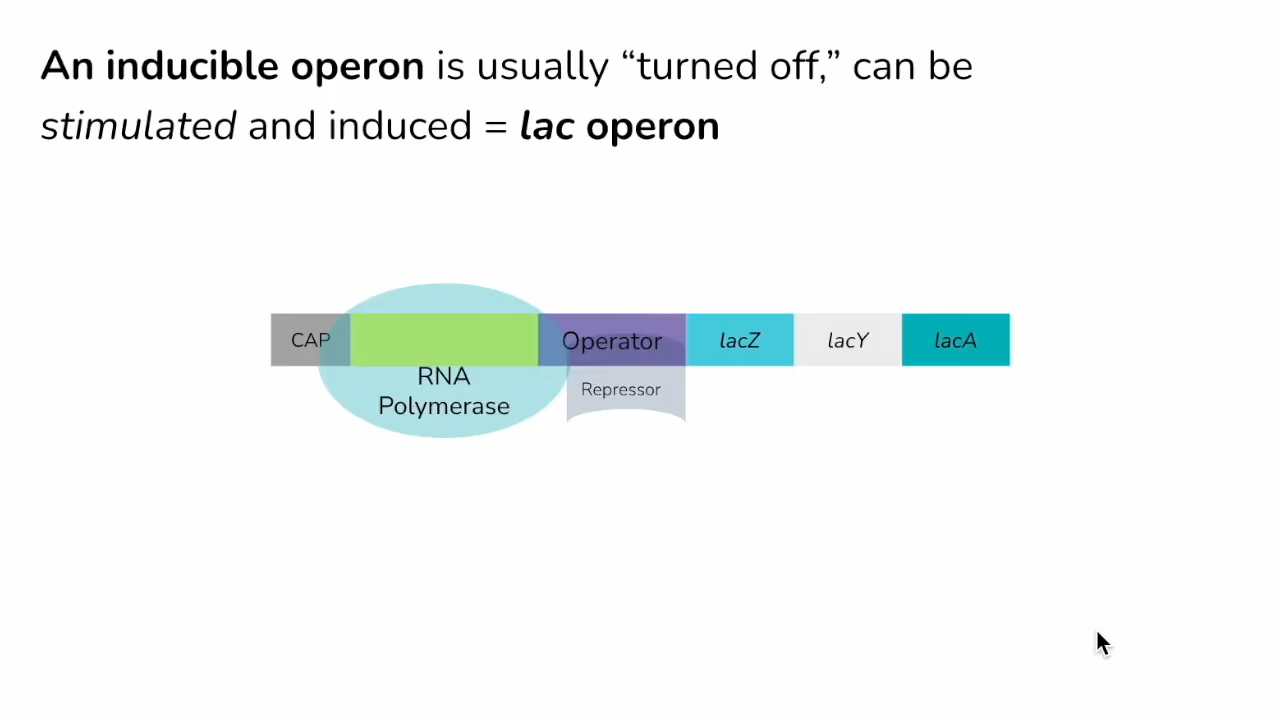 An inducible operon is usually “turned off,” can be
stimulated and induced = lac operon
CAP
Operator
lacZ
lacY
lacA
RNA
Polymerase
Repressor